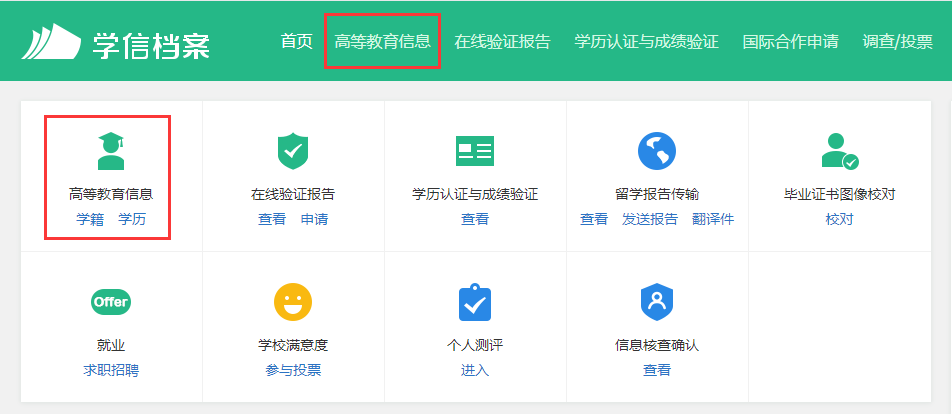 学信档案 首页 高等教育信息 在线验证报告 学历认证与成绩验证 国际合作申请 调查/投票
高等教育信息 在线验证报告 学历认证与成绩验证 留学报告传输 毕业证书图像校对
学籍 学历 查看 申请 查看 查看 发送报告 翻译件 校对
Offer
就业 学校满意度 个人测评 信息核查确认
求职招聘 参与投票 进入 查看